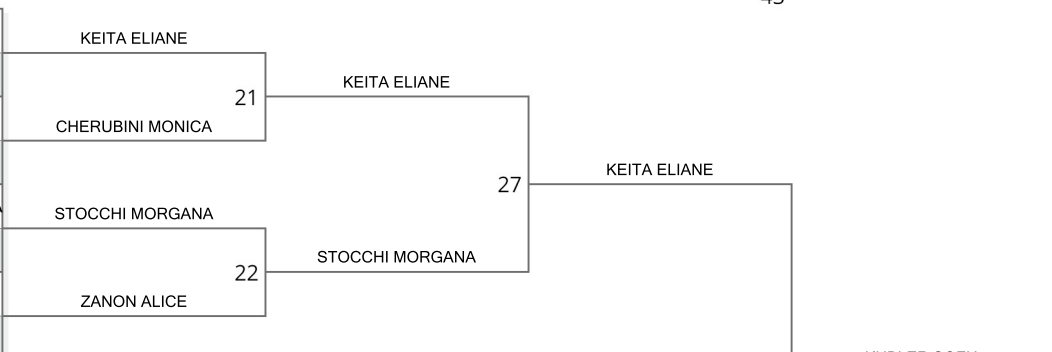 KEITA ELIANE
KEITA ELIANE
21
CHERUBINI MONICA
KEITA ELIANE
27
STOCCHI MORGANA
STOCCHI MORGANA
22
ZANON ALICE